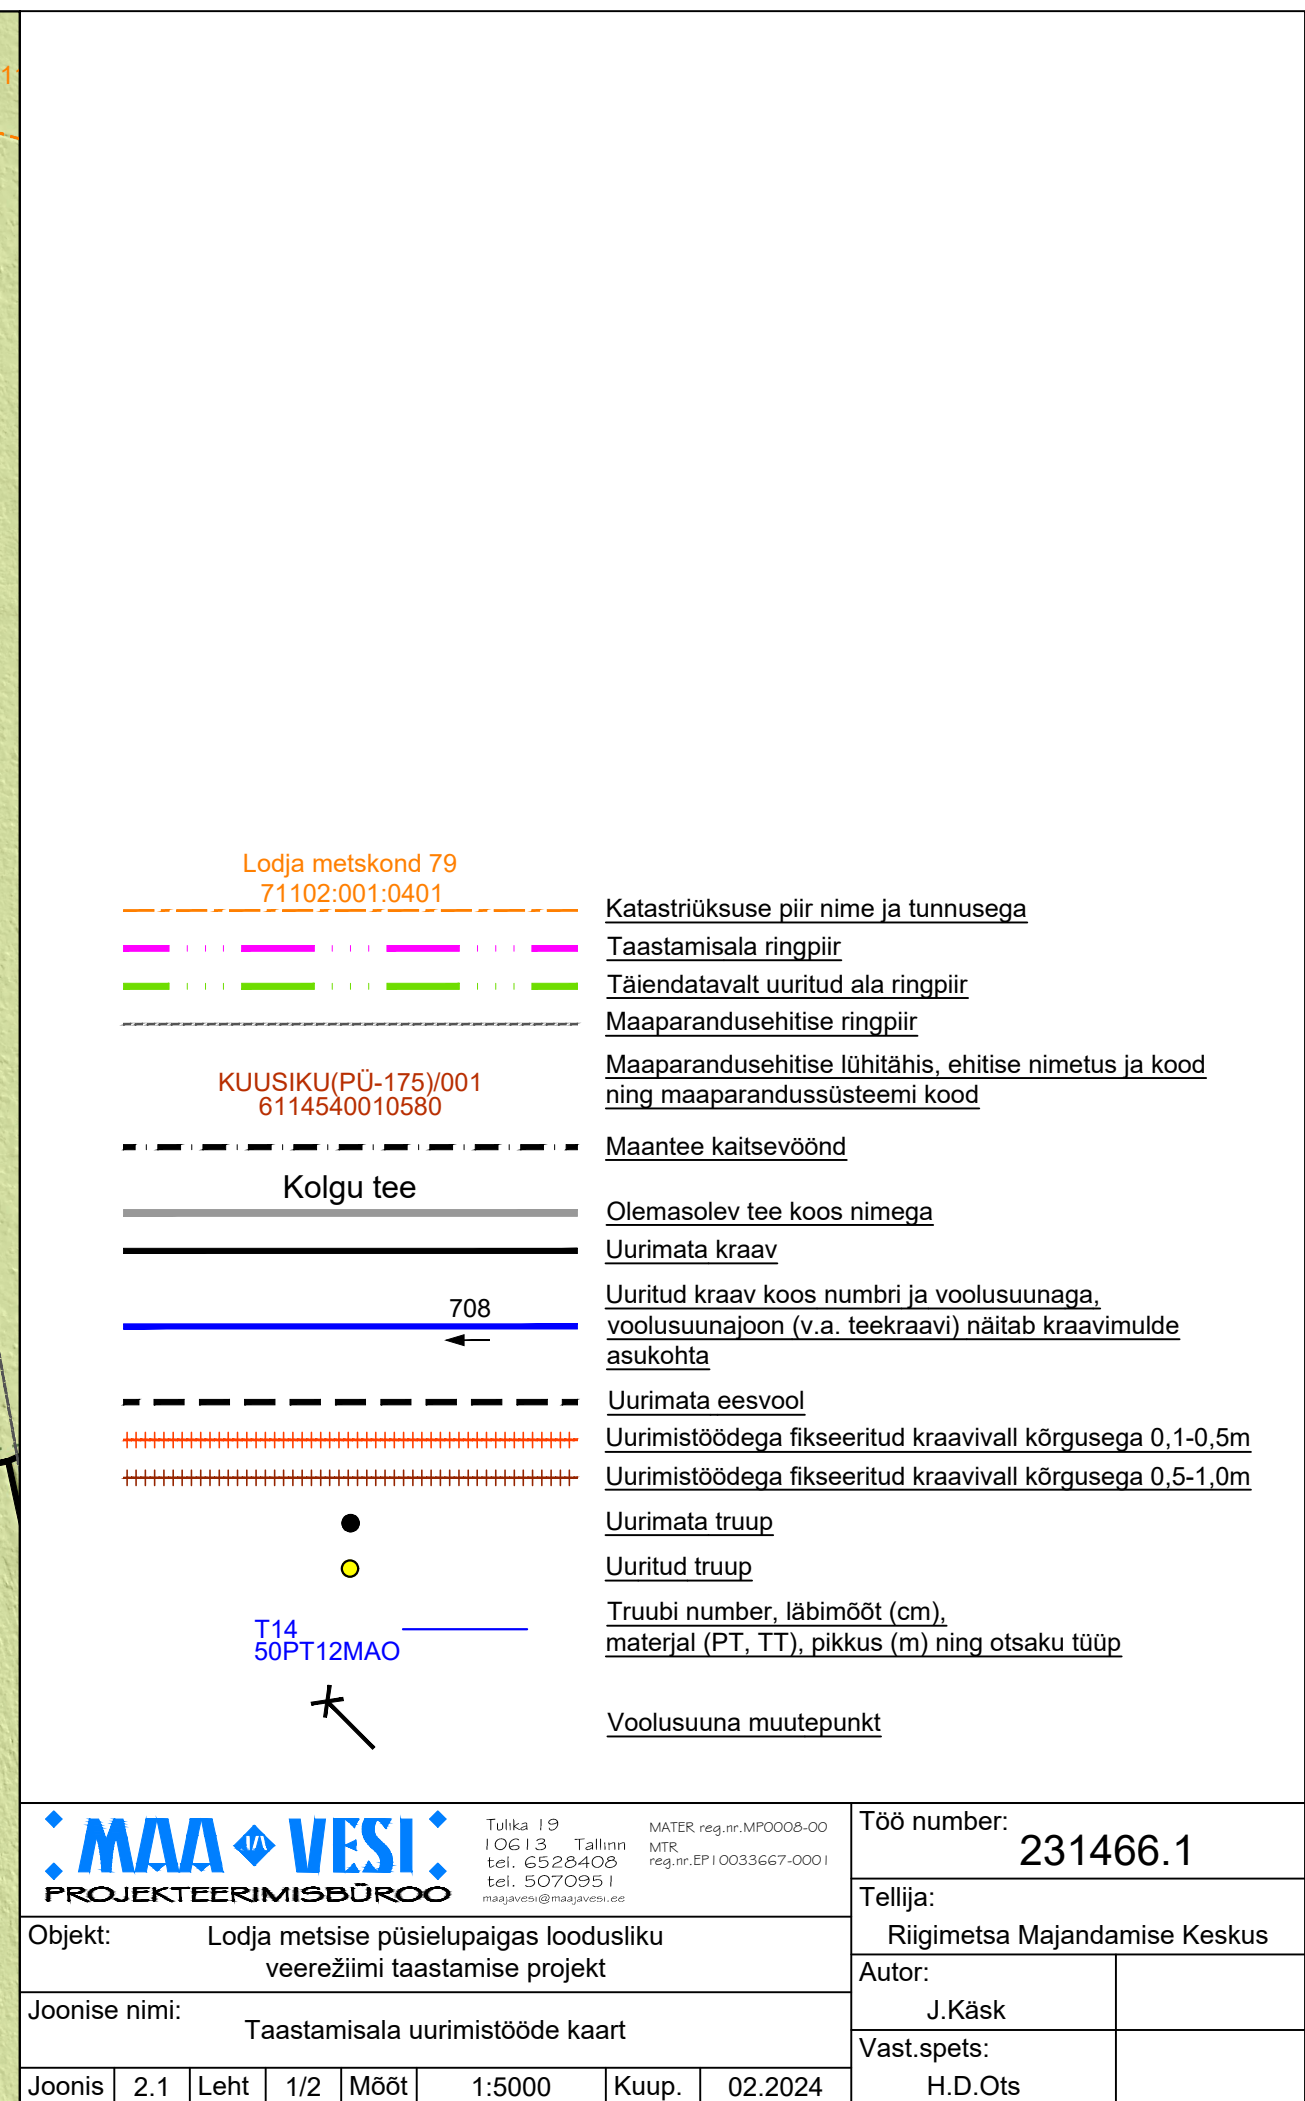 Lodja metskond 79
71102:001:0401
Katastriüksuse piir nime ja tunnusega
Taastamisala ringpiir
Täiendatavalt uuritud ala ringpiir
Maaparandusehitise ringpiir
KUUSIKU(PÜ-175)/001
6114540010580
Maaparandusehitise lühitähis, ehitise nimetus ja kood
ning maaparandussüsteemi kood
Maantee kaitsevöönd
Kolgu tee
Olemasolev tee koos nimega
Uurimata kraav
708
Uuritud kraav koos numbri ja voolusuunaga,
voolusuunajoon (v.a. teekraavi) näitab kraavimulde
asukohta
Uurimata eesvool
Uurimistöödega fikseeritud kraavivall kõrgusega 0,1-0,5m
Uurimistöödega fikseeritud kraavivall kõrgusega 0,5-1,0m
Uurimata truup
Uuritud truup
T14
50PT12MAO
Truubi number, läbimõõt (cm),
materjal (PT, TT), pikkus (m) ning otsaku tüüp
Voolusuuna muutepunkt
MAA VESI
PROJEKTEERIMISBÜROO
Tulika 19
10613 Tallinn
tel. 6528408
tel. 5070951
maajavesi@maajavesi.ee
MATER reg.nr.MP0008-00
MTR
reg.nr.EP10033667-0001
Töö number:
231466.1
Tellija:
Riigimetsa Majandamise Keskus
Objekt: Lodja metsise püsielupaigas loodusliku
veerežiimi taastamise projekt
Autor:
J.Käsk
Joonise nimi:
Taastamisala uurimistööde kaart
Vast.spets:
H.D.Ots
Joonis 2.1 Leht 1/2 Mõõt 1:5000 Kuup. 02.2024